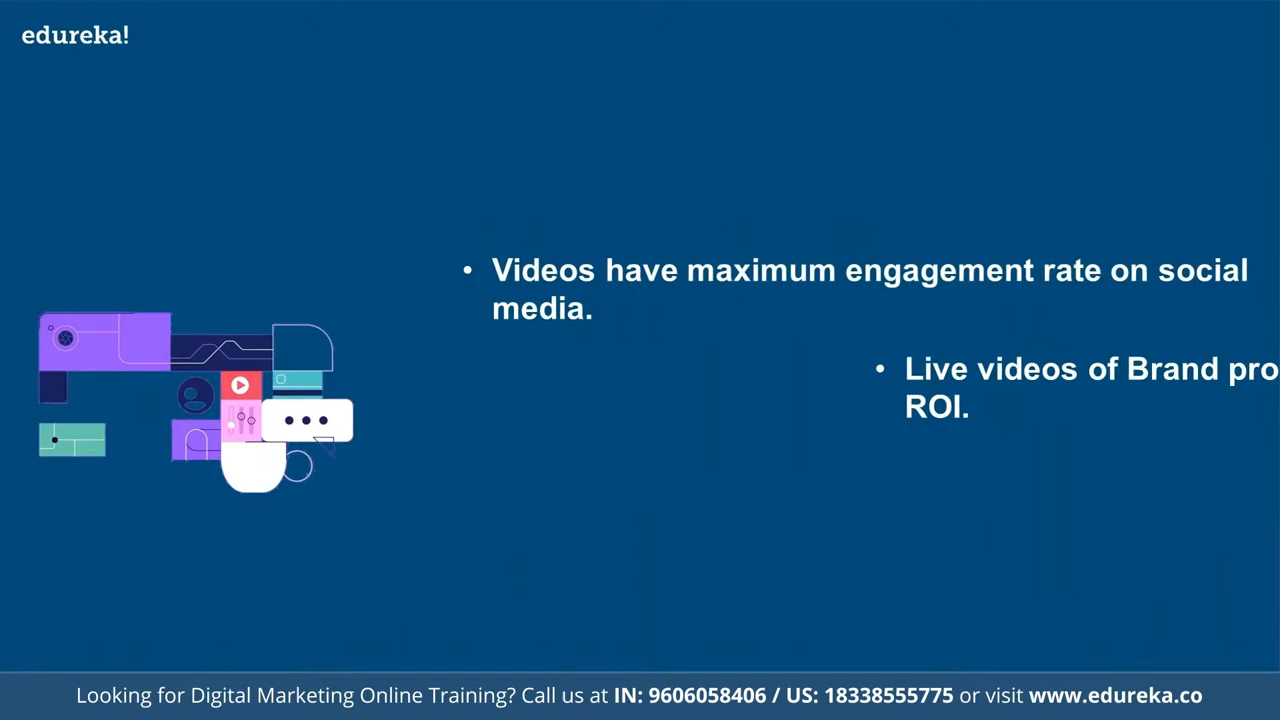 edureka!
• Videos have maximum engagement rate on social
media.
• Live videos of Brand pro
ROI.
Looking for Digital Marketing Online Training? Call us at IN: 9606058406 / US: 18338555775 or visit www.edureka.co